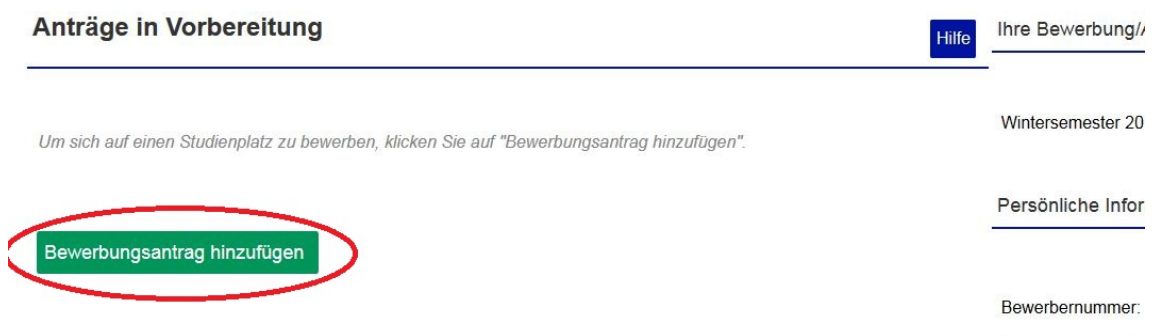 Anträge in Vorbereitung
Hilfe
Um sich auf einen Studienplatz zu bewerben, klicken Sie auf "Bewerbungsantrag hinzufügen".
Bewerbungsantrag hinzufügen
Ihre Bewerbung/
Wintersemester 20
Persönliche Infor
Bewerbernummer: